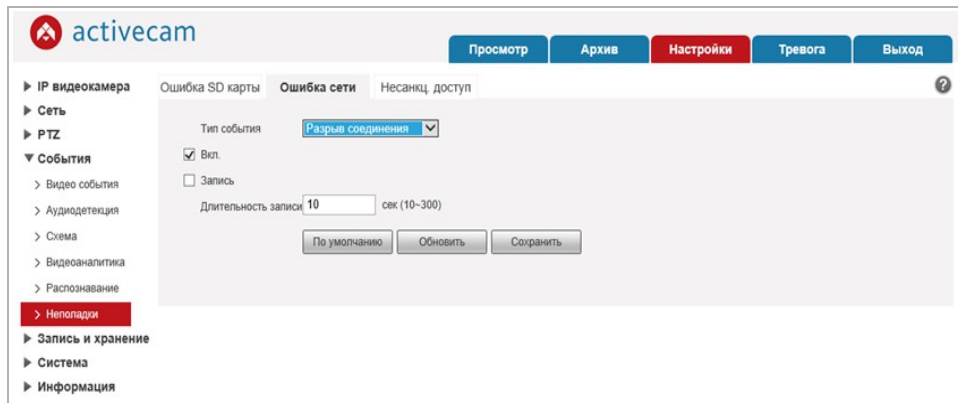 activecam
Просмотр
Архив
Настройки
Тревога
Выход
IP видеокамера
Сеть
PTZ
События
Видео события
Аудиодетекция
Схема
Видеоаналитика
Распознавание
Неполадки
Запись и хранение
Система
Информация
Ошибка SD карты
Ошибка сети
Несанкц. доступ
?
Тип события Разрыв соединения
Вкл.
Запись
Длительность записи 10 сек (10~300)
По умолчанию
Обновить
Сохранить